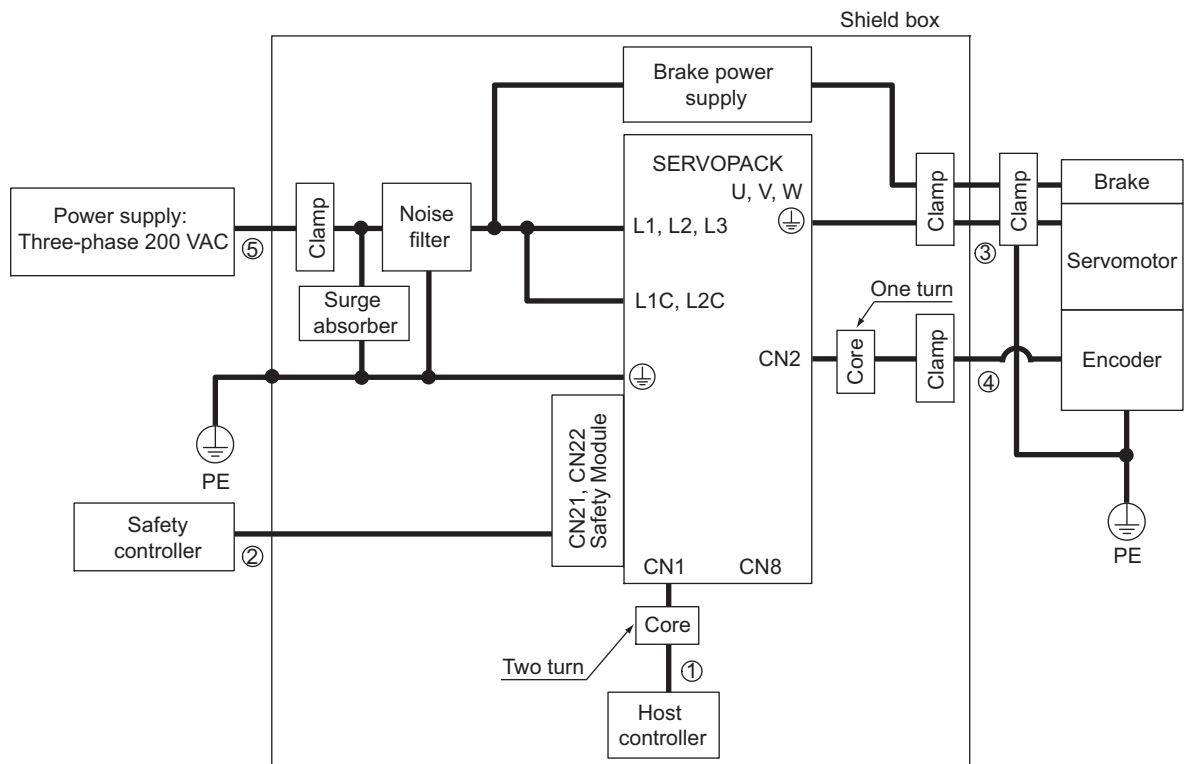 Shield box
Brake power
supply
SERVOPACK
U, V, W
Power supply:
Three-phase 200 VAC
⑤
Clamp
Noise
filter
L1, L2, L3
Clamp
Clamp
③
Brake
Servomotor
Surge
absorber
L1C, L2C
One turn
CN2
Core
Clamp
④
Encoder
PE
CN21, CN22
Safety Module
Safety
controller
②
PE
CN1
CN8
Core
Two turn
①
Host
controller